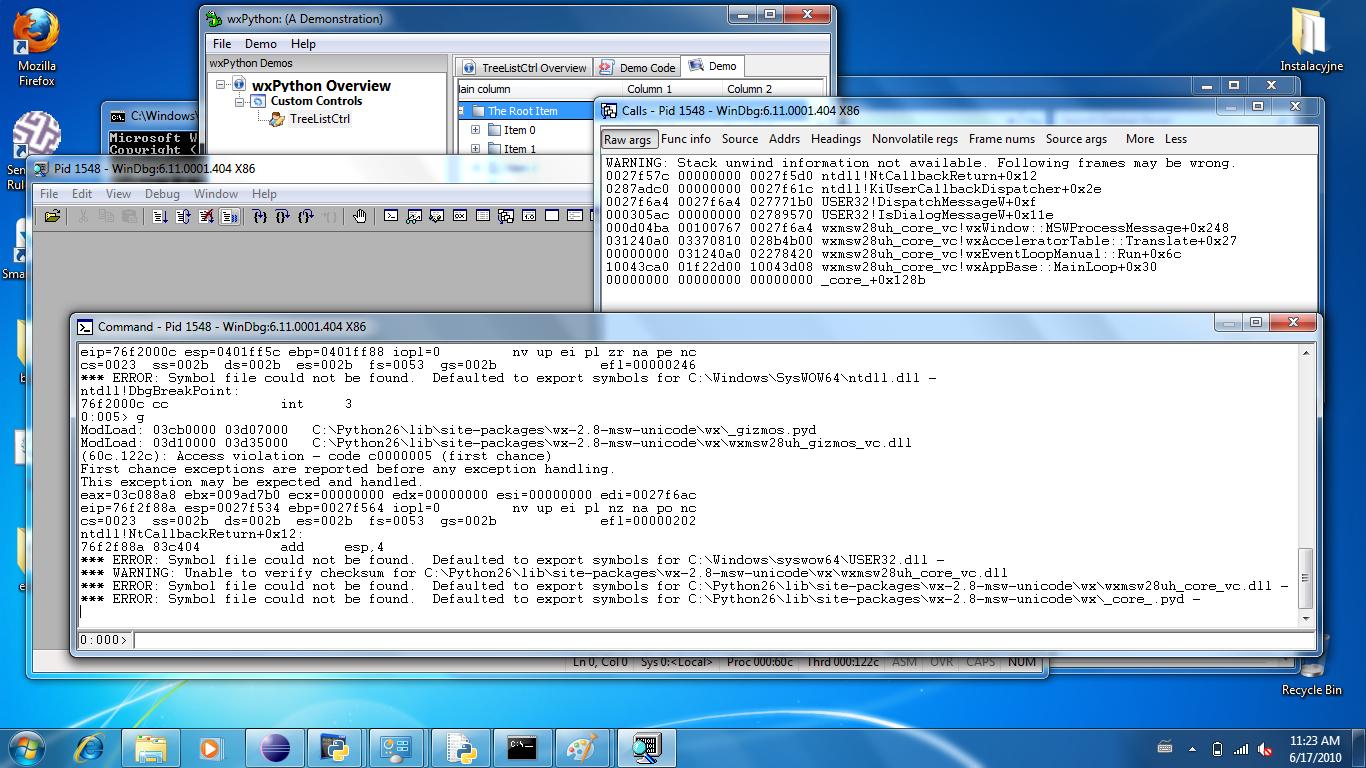 Mozilla
Firefox
Instalacyjne
wxPython: (A Demonstration)
File Demo Help
wxPython Demos
wxPython Overview
Custom Controls
TreeListCtrl
TreeListCtrl Overview Demo Code Demo
ain column Column 1 Column 2
The Root Item
Item 0
Item 1
C:\Windows\
Microsoft W
Copyright <
Sen
Rul
Sma
Calls - Pid 1548 - WinDbg:6.11.0001.404 X86
Raw args Func info Source Addrs Headings Nonvolatile regs Frame nums Source args More Less
WARNING: Stack unwind information not available. Following frames may be wrong.
0027f57c 00000000 0027f5d0 ntdll!NtCallbackReturn+0x12
0287adc0 00000000 0027f61c ntdll!KiUserCallbackDispatcher+0x2e
0027f6a4 0027f6a4 027771b0 USER32!DispatchMessageW+0xf
000305ac 00000000 02789570 USER32!IsDialogMessageW+0x11e
000d04ba 00100767 0027f6a4 wxmsw28uh_core_vc!wxWindow::MSWProcessMessage+0x248
031240a0 03370810 028b4b00 wxmsw28uh_core_vc!wxAcceleratorTable::Translate+0x27
00000000 031240a0 02278420 wxmsw28uh_core_vc!wxEventLoopManual::Run+0x6c
10043ca0 01f22d00 10043d08 wxmsw28uh_core_vc!wxAppBase::MainLoop+0x30
00000000 00000000 00000000 _core_+0x128b
Pid 1548 - WinDbg:6.11.0001.404 X86
File Edit View Debug Window Help
Command - Pid 1548 - WinDbg:6.11.0001.404 X86
eip=76f2000c esp=0401ff5c ebp=0401ff88 iopl=0 nv up ei pl zr na pe nc
cs=0023 ss=002b ds=002b es=002b fs=0053 gs=002b efl=00000246
*** ERROR: Symbol file could not be found. Defaulted to export symbols for C:\Windows\SysWOW64\ntdll.dll -
ntdll!DbgBreakPoint:
76f2000c cc int 3
0:005> g
ModLoad: 03cb0000 03d07000 C:\Python26\lib\site-packages\wx-2.8-msw-unicode\wx\_gizmos.pyd
ModLoad: 03d10000 03d35000 C:\Python26\lib\site-packages\wx-2.8-msw-unicode\wx\wxmsw28uh_gizmos_vc.dll
(60c.122c): Access violation - code c0000005 (first chance)
First chance exceptions are reported before any exception handling.
This exception may be expected and handled.
eax=03c088a8 ebx=009ad7b0 ecx=00000000 edx=00000000 esi=00000000 edi=0027f6ac
eip=76f2f88a esp=0027f534 ebp=0027f564 iopl=0 nv up ei pl nz na po nc
cs=0023 ss=002b ds=002b es=002b fs=0053 gs=002b efl=00000202
ntdll!NtCallbackReturn+0x12:
76f2f88a 83c404 add esp,4
*** ERROR: Symbol file could not be found. Defaulted to export symbols for C:\Windows\syswow64\USER32.dll -
*** WARNING: Unable to verify checksum for C:\Python26\lib\site-packages\wx-2.8-msw-unicode\wx\wxmsw28uh_core_vc.dll
*** ERROR: Symbol file could not be found. Defaulted to export symbols for C:\Python26\lib\site-packages\wx-2.8-msw-unicode\wx\wxmsw28uh_core_vc.dll -
*** ERROR: Symbol file could not be found. Defaulted to export symbols for C:\Python26\lib\site-packages\wx-2.8-msw-unicode\wx\_core_.pyd -
0:000>
Ln 0, Col 0 Sys 0:<Local> Proc 000:60c Thrd 000:122c ASM OVR CAPS NUM
Recycle Bin
11:23 AM
6/17/2010